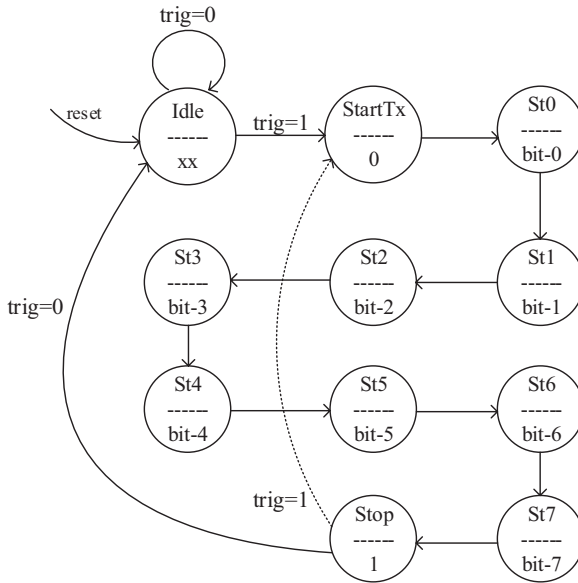 trig=0
reset
Idle
------
xx
trig=1
StartTx
------
0
St0
------
bit-0
St3
------
bit-3
St2
------
bit-2
St1
------
bit-1
trig=0
St4
------
bit-4
St5
------
bit-5
St6
------
bit-6
trig=1
Stop
------
1
St7
------
bit-7